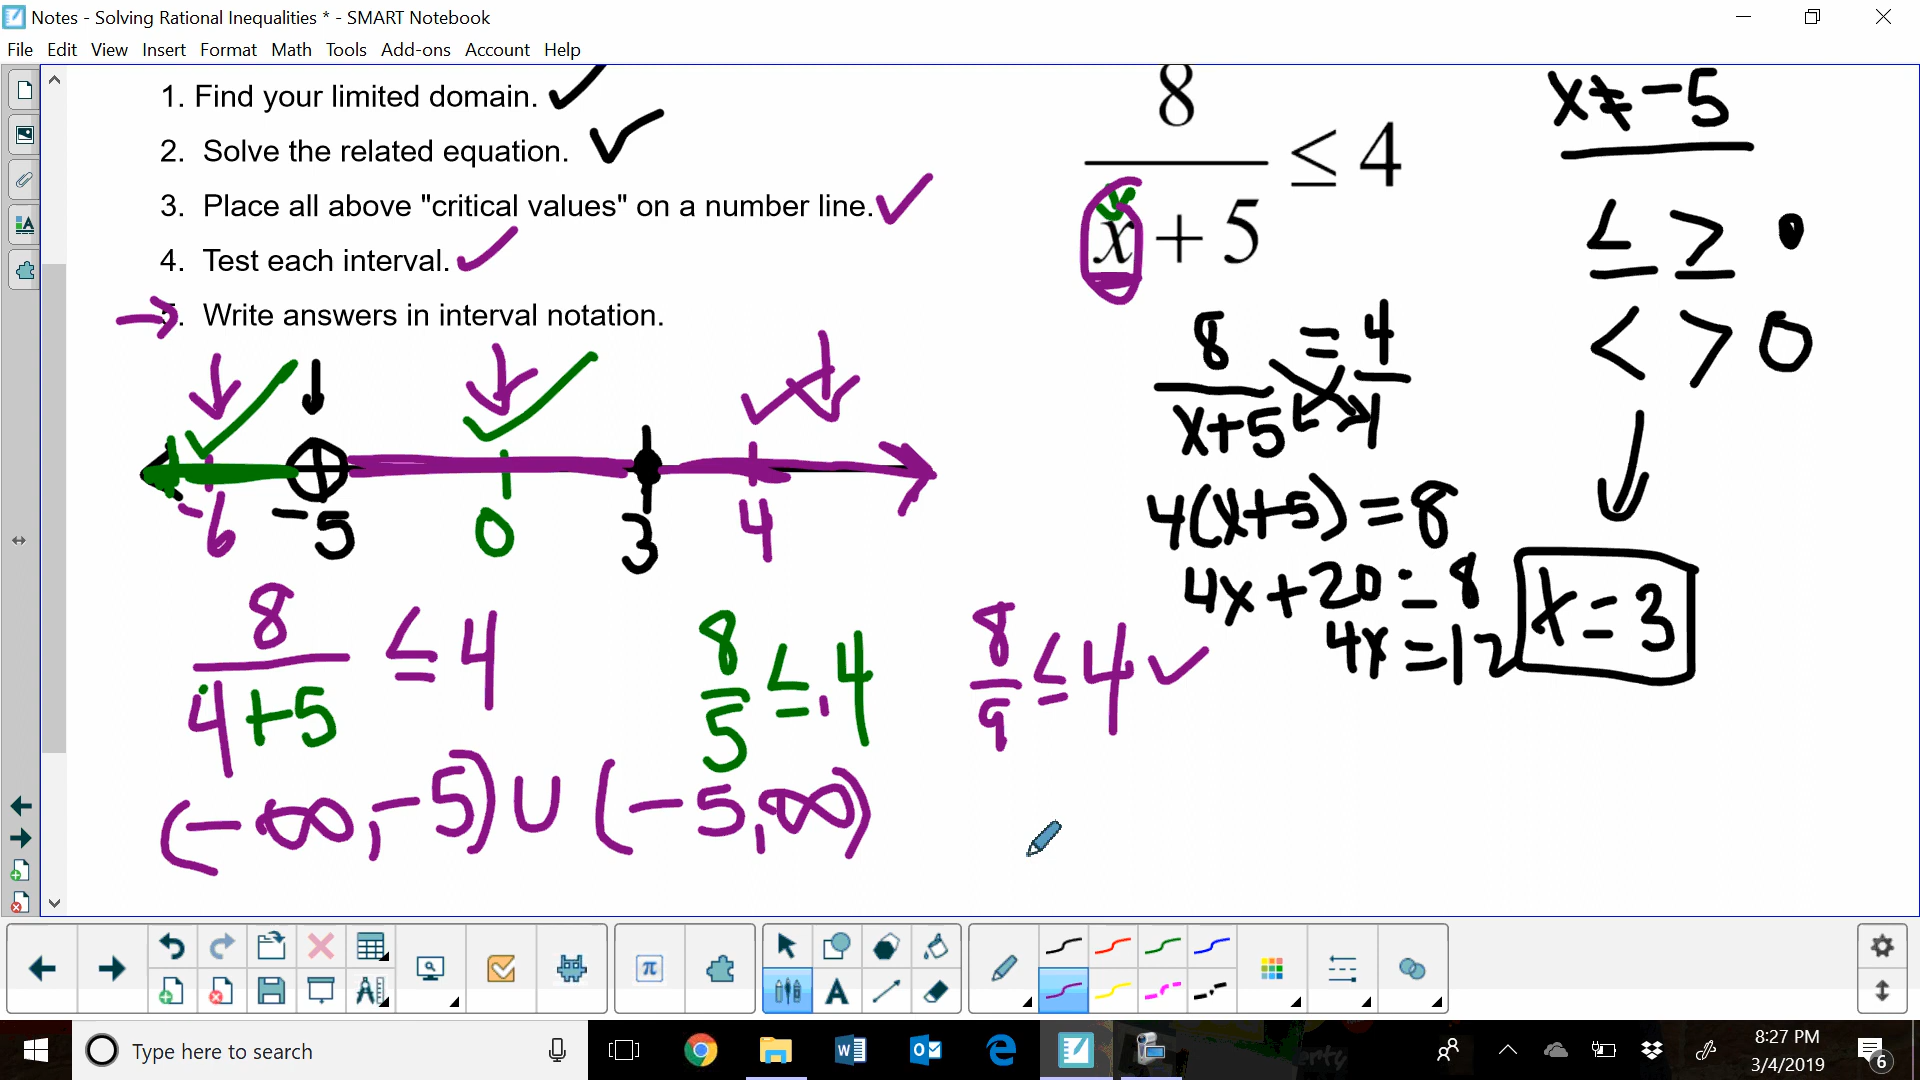 Notes - Solving Rational Inequalities * - SMART Notebook
File Edit View Insert Format Math Tools Add-ons Account Help
1. Find your limited domain.
2. Solve the related equation.
3. Place all above "critical values" on a number line.
4. Test each interval.
5. Write answers in interval notation.
8
x + 5
≤ 4
x ≠ -5
≤ ≥ •
< > O
8 = 4
x+5 1
4(x+5) = 8
4x + 20 = 8
4x = 12
x = 3
-6 -5 0 3 4
8 ≤ 4
4+5
8 ≤ 4
5
8 ≤ 4
9
(-∞, -5) ∪ (-5, ∞)
π
A
Type here to search
erty
8:27 PM
3/4/2019
6